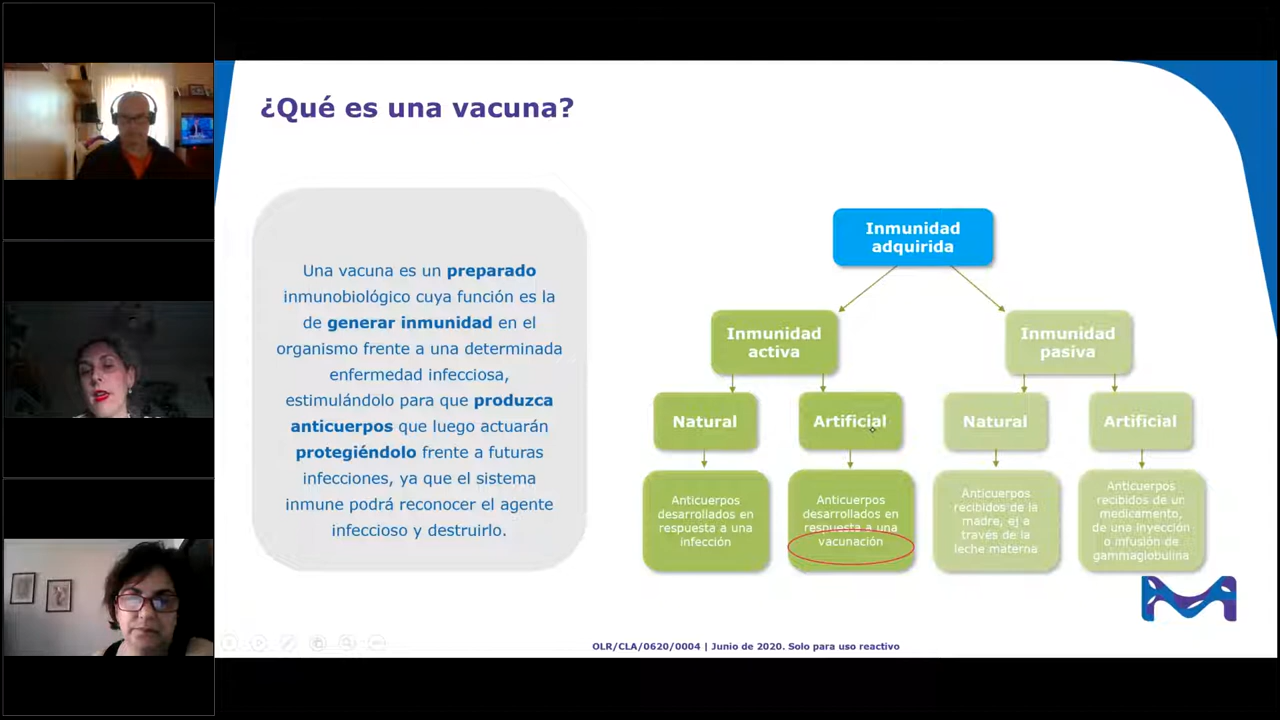 ¿Qué es una vacuna?
Una vacuna es un preparado
inmunobiológico cuya función es la
de generar inmunidad en el
organismo frente a una determinada
enfermedad infecciosa,
estimulándolo para que produzca
anticuerpos que luego actuarán
protegiéndolo frente a futuras
infecciones, ya que el sistema
inmune podrá reconocer el agente
infeccioso y destruirlo.
Inmunidad
adquirida
Inmunidad
activa
Inmunidad
pasiva
Natural
Artificial
Natural
Artificial
Anticuerpos
desarrollados en
respuesta a una
infección
Anticuerpos
desarrollados en
respuesta a una
vacunación
Anticuerpos
recibidos de la
madre, ej a
través de la
leche materna
Anticuerpos
recibidos de un
medicamento,
de una inyección
o infusión de
gammaglobulina
OLR/CLA/0620/0004 | Junio de 2020. Solo para uso reactivo